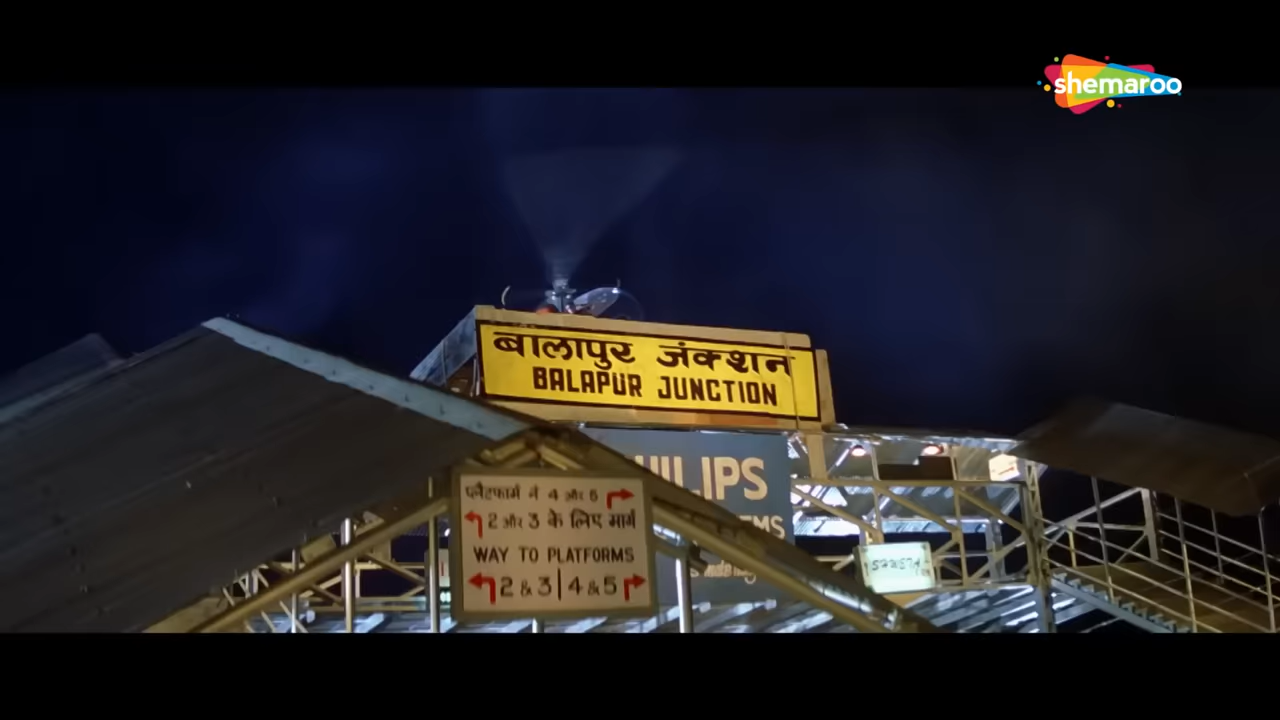 shemaroo
बालापुर जंक्शन
BALAPUR JUNCTION
प्लैटफार्म नं 4 और 5
2 और 3 के लिए मार्ग
WAY TO PLATFORMS
2 & 3 | 4 & 5